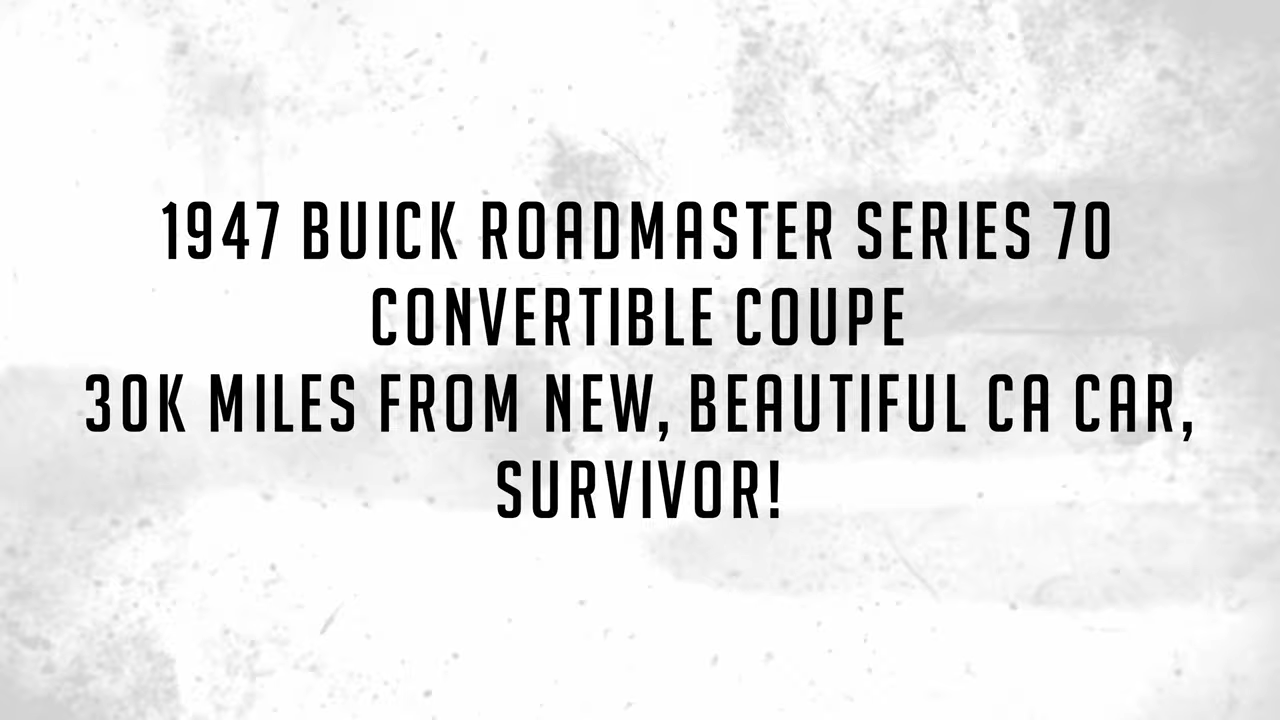 1947 BUICK ROADMASTER SERIES 70
CONVERTIBLE COUPE
30K MILES FROM NEW, BEAUTIFUL CA CAR,
SURVIVOR!